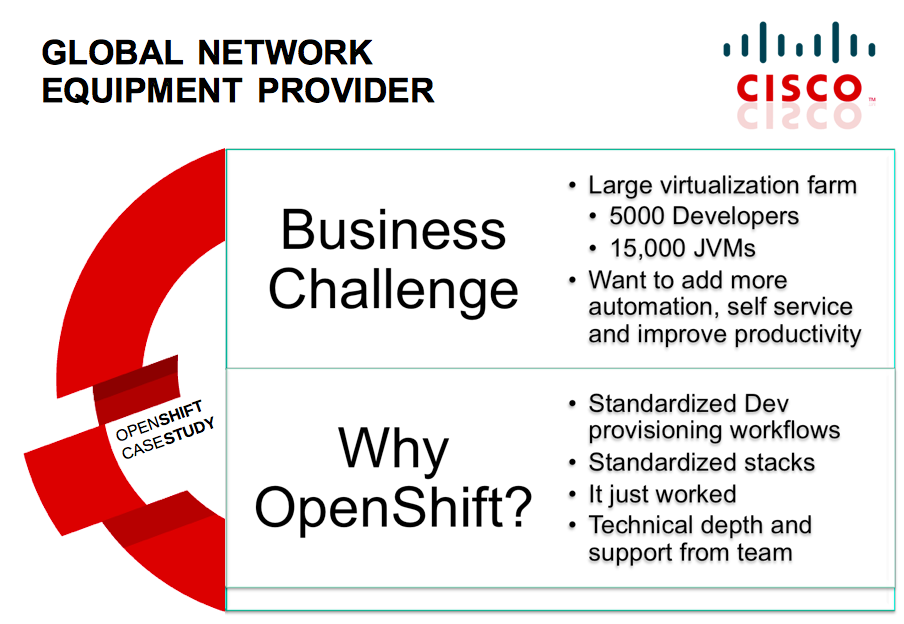 GLOBAL NETWORK
EQUIPMENT PROVIDER
CISCO™
Business
Challenge
• Large virtualization farm
• 5000 Developers
• 15,000 JVMs
• Want to add more
automation, self service
and improve productivity
OPENSHIFT
CASESTUDY
Why
OpenShift?
• Standardized Dev
provisioning workflows
• Standardized stacks
• It just worked
• Technical depth and
support from team